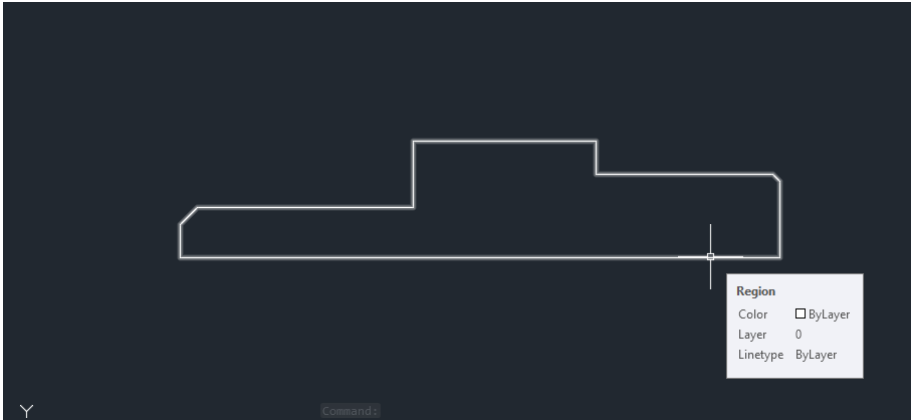 Region
Color ByLayer
Layer 0
Linetype ByLayer
Y
Command: